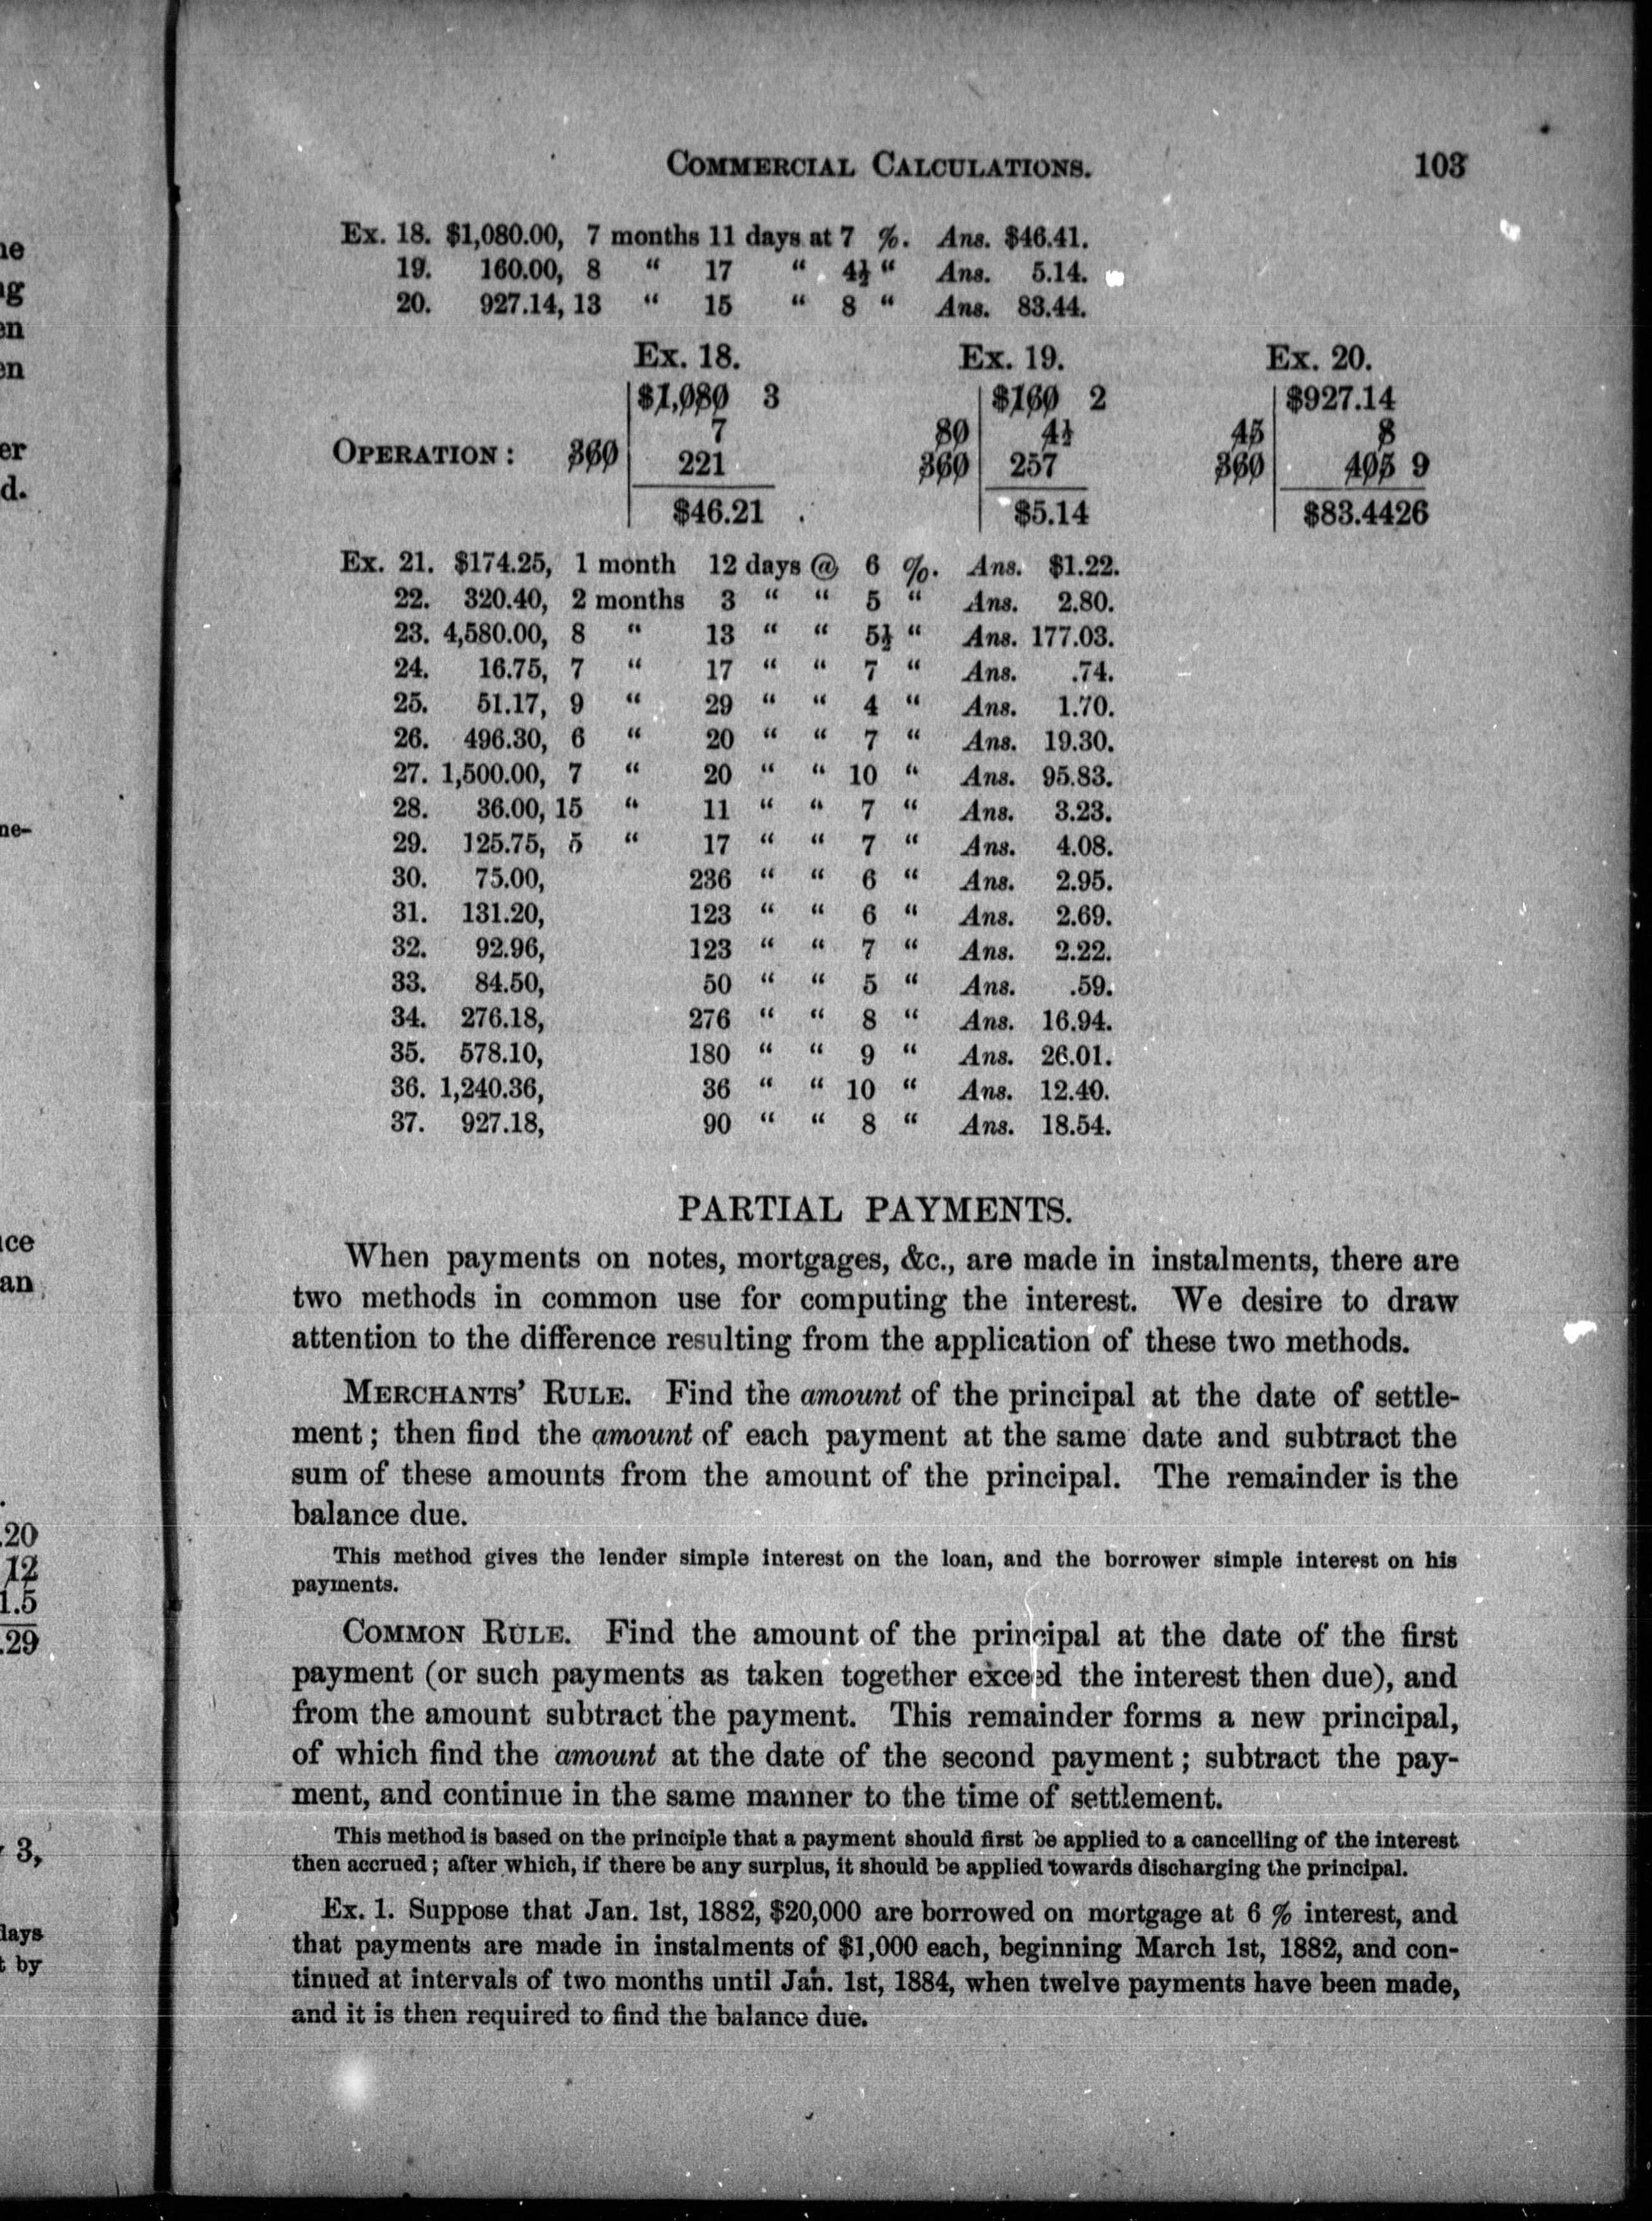 COMMERCIAL CALCULATIONS. 103
Ex. 18. $1,080.00, 7 months 11 days at 7 %. Ans. $46.41.
19. 160.00, 8 “ 17 “ 4½ “ Ans. 5.14.
20. 927.14, 13 “ 15 “ 8 “ Ans. 83.44.
Ex. 18. Ex. 19. Ex. 20.
$1,080 3 $160 2 $927.14
7 80 4½ 45 8
OPERATION : 360 221 360 257 360 405 9
$46.21 $5.14 $83.4426
Ex. 21. $174.25, 1 month 12 days @ 6 %. Ans. $1.22.
22. 320.40, 2 months 3 “ “ 5 “ Ans. 2.80.
23. 4,580.00, 8 “ 13 “ “ 5½ “ Ans. 177.03.
24. 16.75, 7 “ 17 “ “ 7 “ Ans. .74.
25. 51.17, 9 “ 29 “ “ 4 “ Ans. 1.70.
26. 496.30, 6 “ 20 “ “ 7 “ Ans. 19.30.
27. 1,500.00, 7 “ 20 “ “ 10 “ Ans. 95.83.
28. 36.00, 15 “ 11 “ “ 7 “ Ans. 3.23.
29. 125.75, 5 “ 17 “ “ 7 “ Ans. 4.08.
30. 75.00, 236 “ “ 6 “ Ans. 2.95.
31. 131.20, 123 “ “ 6 “ Ans. 2.69.
32. 92.96, 123 “ “ 7 “ Ans. 2.22.
33. 84.50, 50 “ “ 5 “ Ans. .59.
34. 276.18, 276 “ “ 8 “ Ans. 16.94.
35. 578.10, 180 “ “ 9 “ Ans. 26.01.
36. 1,240.36, 36 “ “ 10 “ Ans. 12.40.
37. 927.18, 90 “ “ 8 “ Ans. 18.54.
PARTIAL PAYMENTS.
When payments on notes, mortgages, &c., are made in instalments, there are
two methods in common use for computing the interest. We desire to draw
attention to the difference resulting from the application of these two methods.
MERCHANTS’ RULE. Find the amount of the principal at the date of settle-
ment ; then find the amount of each payment at the same date and subtract the
sum of these amounts from the amount of the principal. The remainder is the
balance due.
This method gives the lender simple interest on the loan, and the borrower simple interest on his
payments.
COMMON RULE. Find the amount of the principal at the date of the first
payment (or such payments as taken together exceed the interest then due), and
from the amount subtract the payment. This remainder forms a new principal,
of which find the amount at the date of the second payment ; subtract the pay-
ment, and continue in the same manner to the time of settlement.
This method is based on the principle that a payment should first be applied to a cancelling of the interest
then accrued ; after which, if there be any surplus, it should be applied towards discharging the principal.
Ex. 1. Suppose that Jan. 1st, 1882, $20,000 are borrowed on mortgage at 6 % interest, and
that payments are made in instalments of $1,000 each, beginning March 1st, 1882, and con-
tinued at intervals of two months until Jan. 1st, 1884, when twelve payments have been made,
and it is then required to find the balance due.